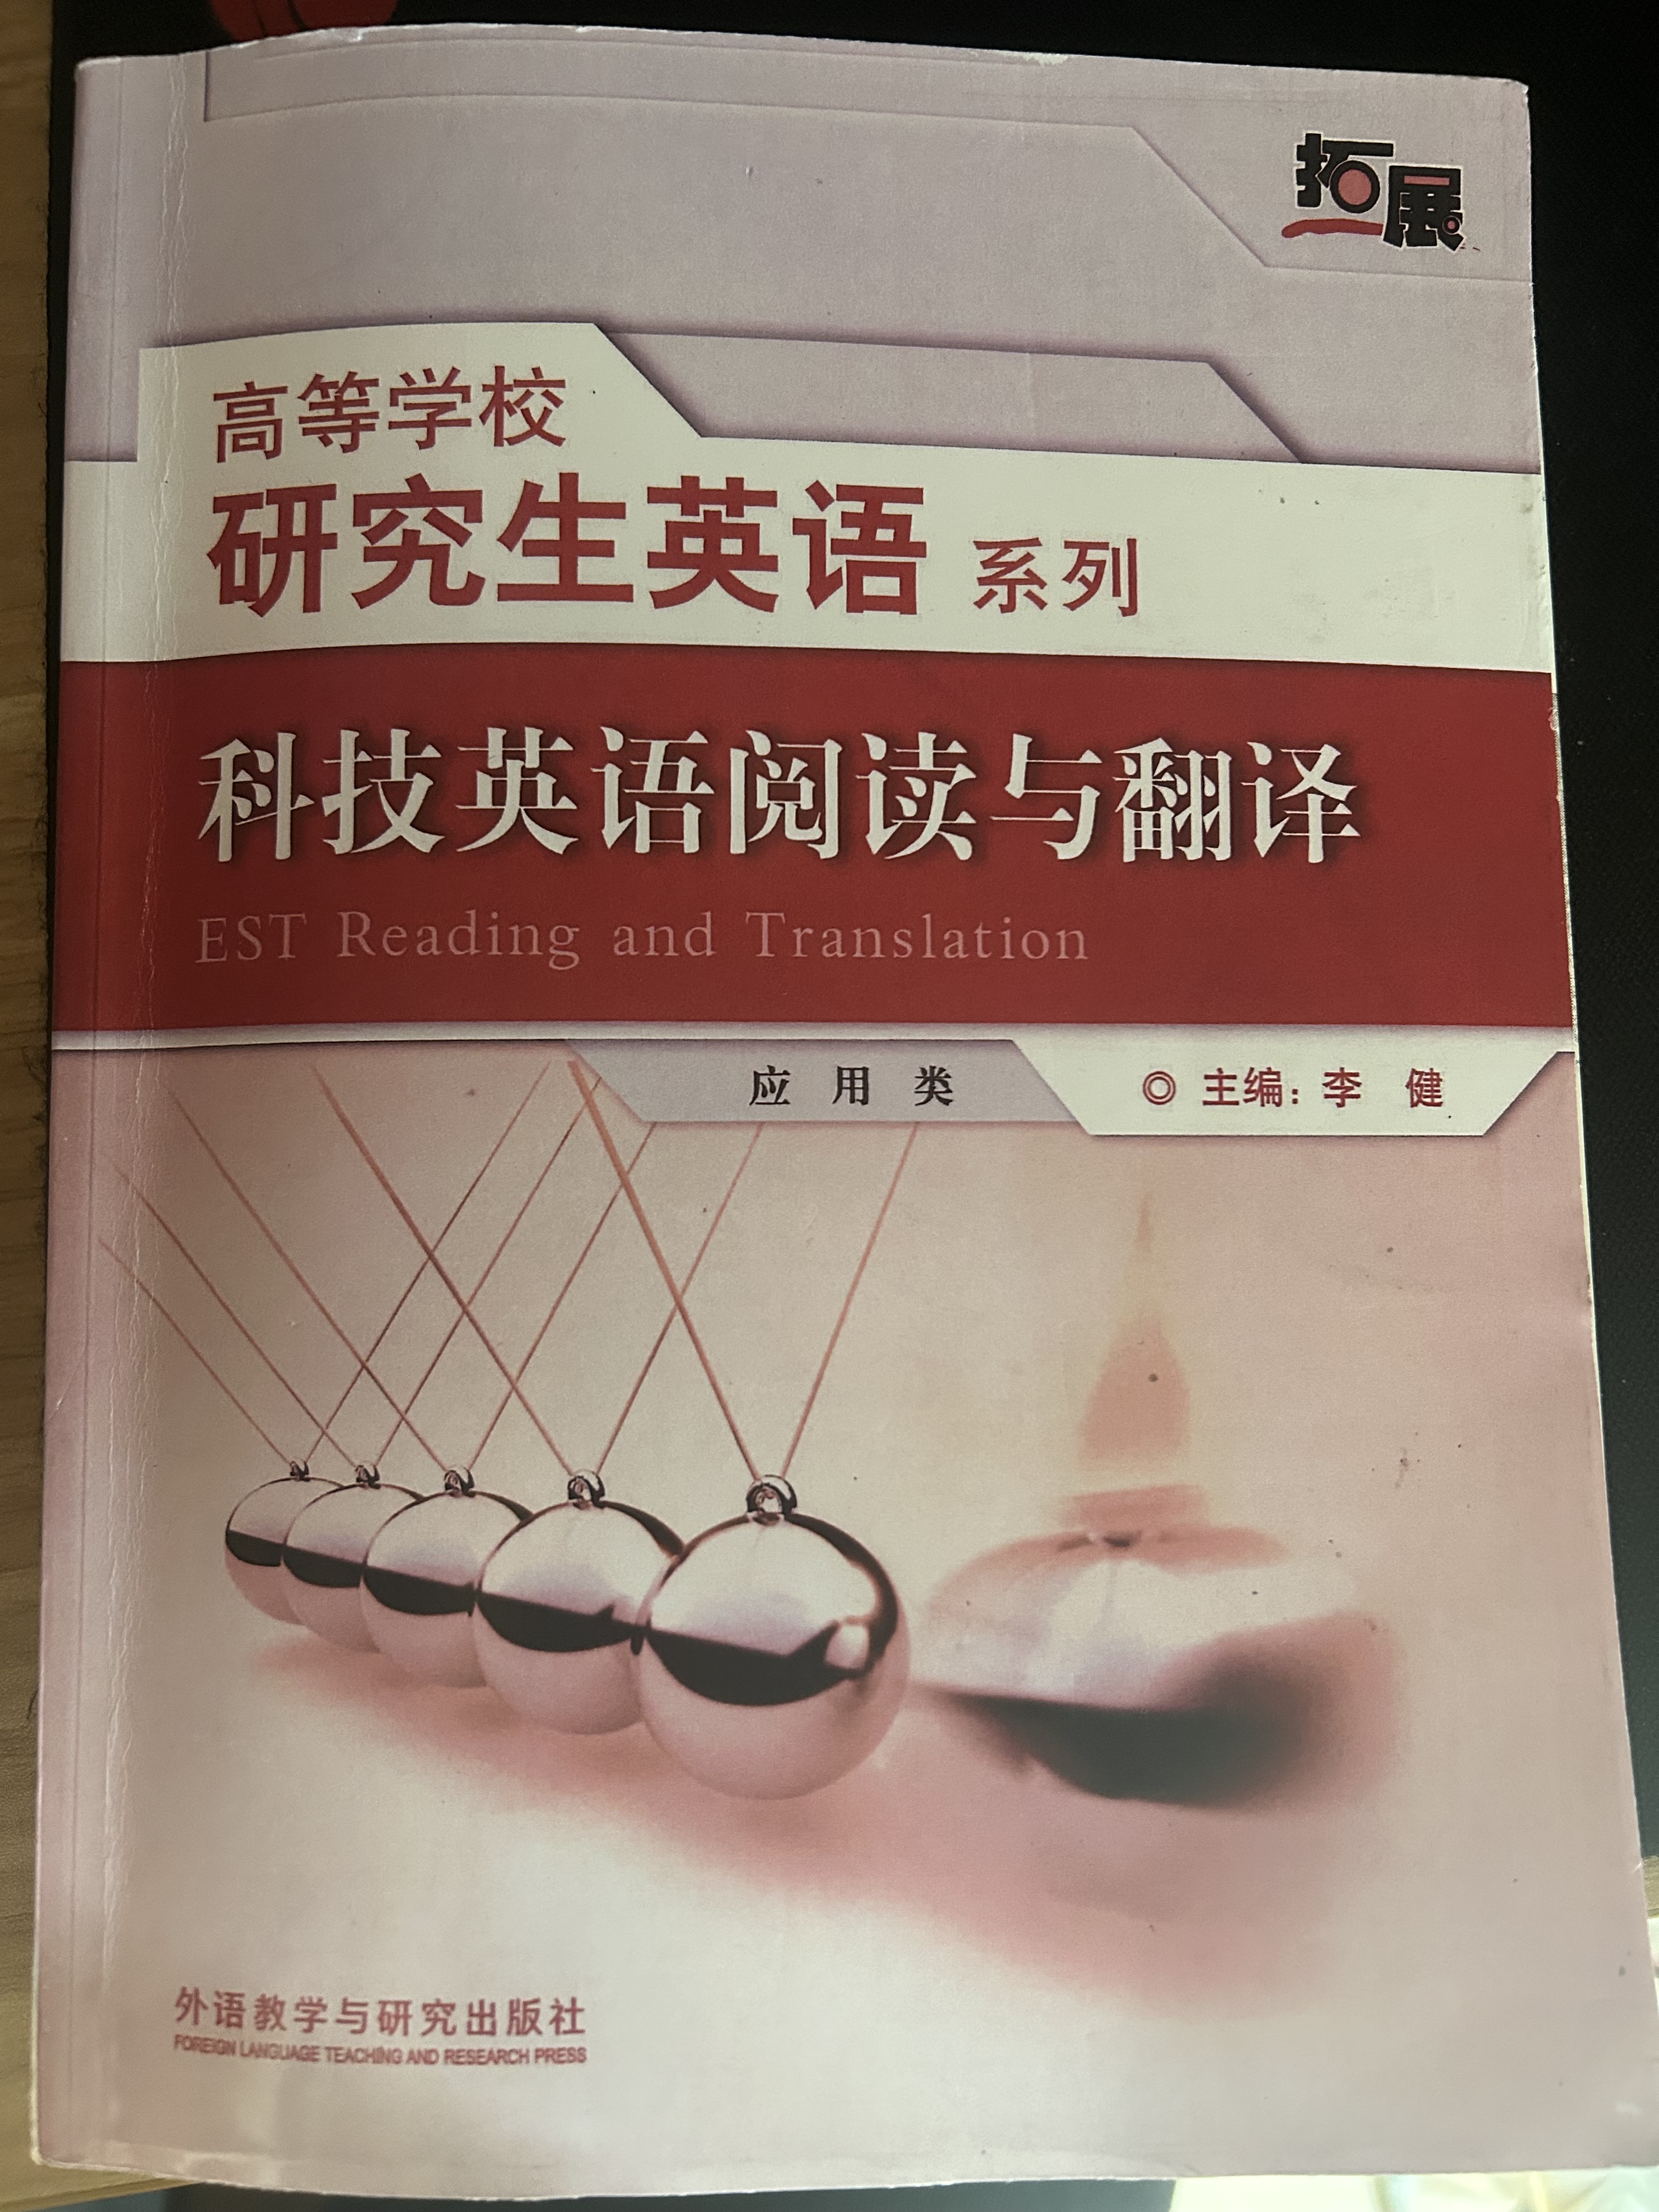 拓展
高等学校
研究生英语 系列
科技英语阅读与翻译
EST Reading and Translation
应用类
◎ 主编：李 健
外语教学与研究出版社
FOREIGN LANGUAGE TEACHING AND RESEARCH PRESS